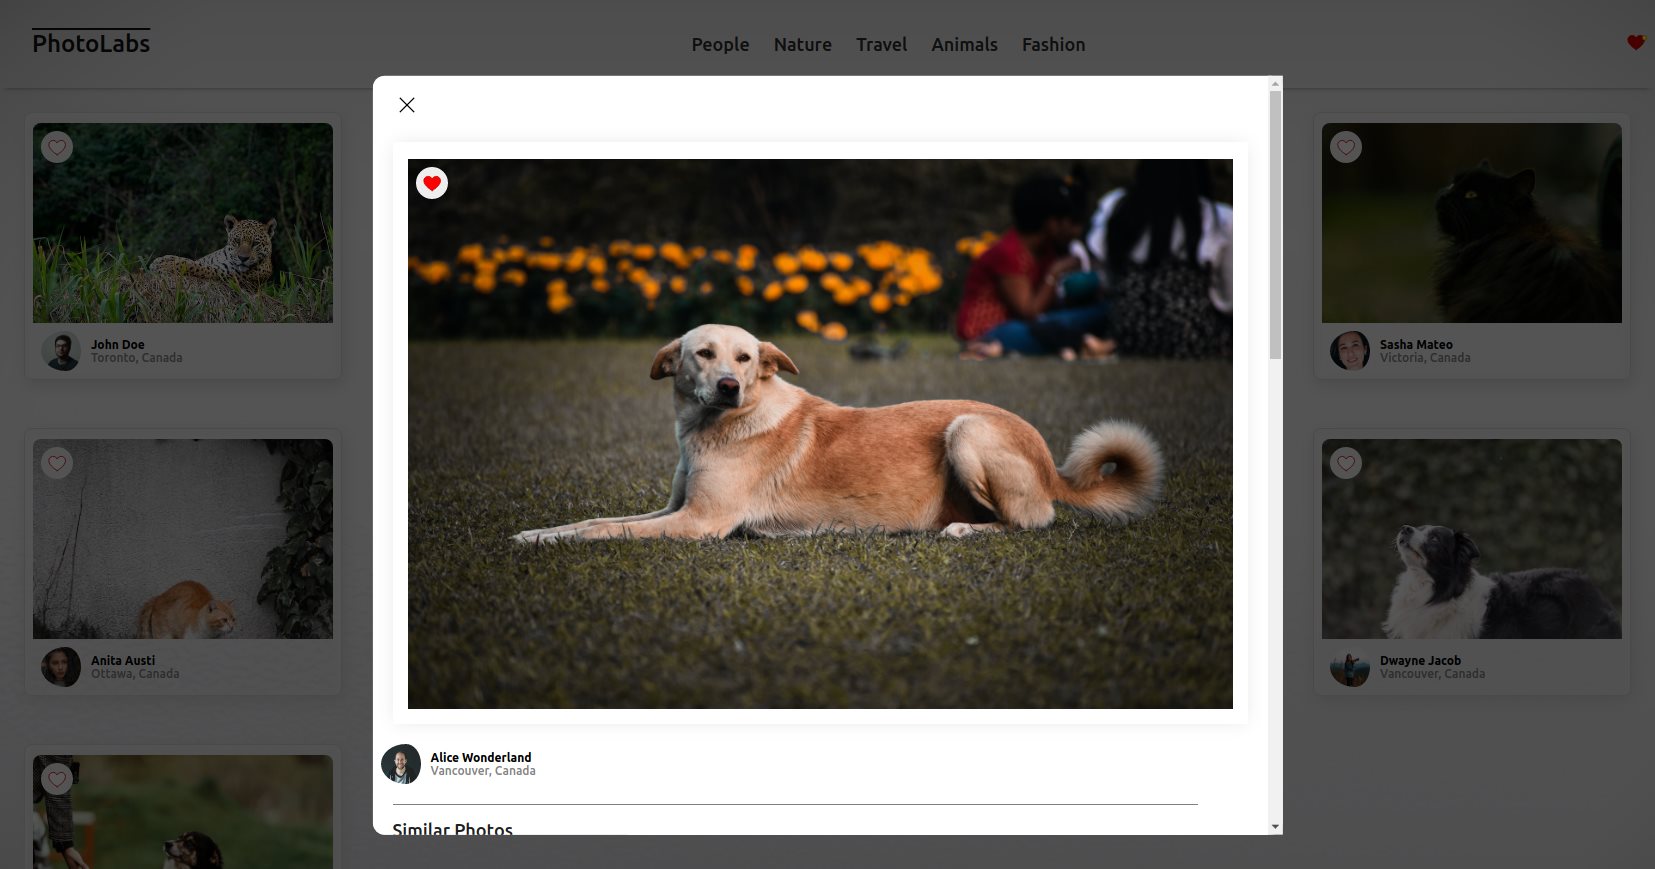 PhotoLabs
People Nature Travel Animals Fashion
John Doe
Toronto, Canada
Sasha Mateo
Victoria, Canada
Anita Austi
Ottawa, Canada
Dwayne Jacob
Vancouver, Canada
Alice Wonderland
Vancouver, Canada
Similar Photos